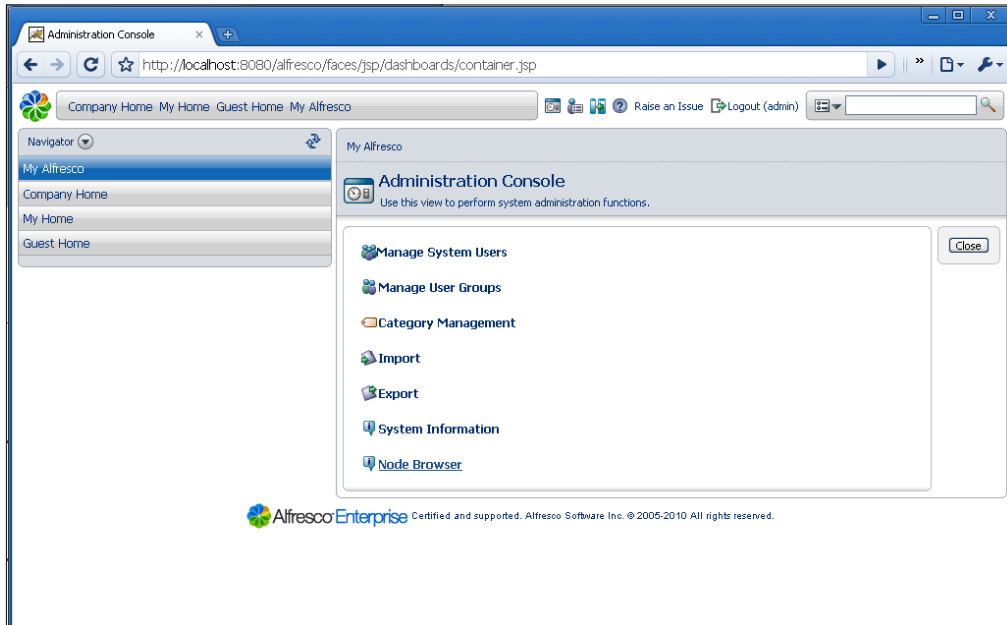 Administration Console
http://localhost:8080/alfresco/faces/jsp/dashboards/container.jsp
Company Home My Home Guest Home My Alfresco
Raise an Issue Logout (admin)
Navigator
My Alfresco
Company Home
My Home
Guest Home
My Alfresco
Administration Console
Use this view to perform system administration functions.
Close
Manage System Users
Manage User Groups
Category Management
Import
Export
System Information
Node Browser
Alfresco Enterprise Certified and supported. Alfresco Software Inc. © 2005-2010 All rights reserved.